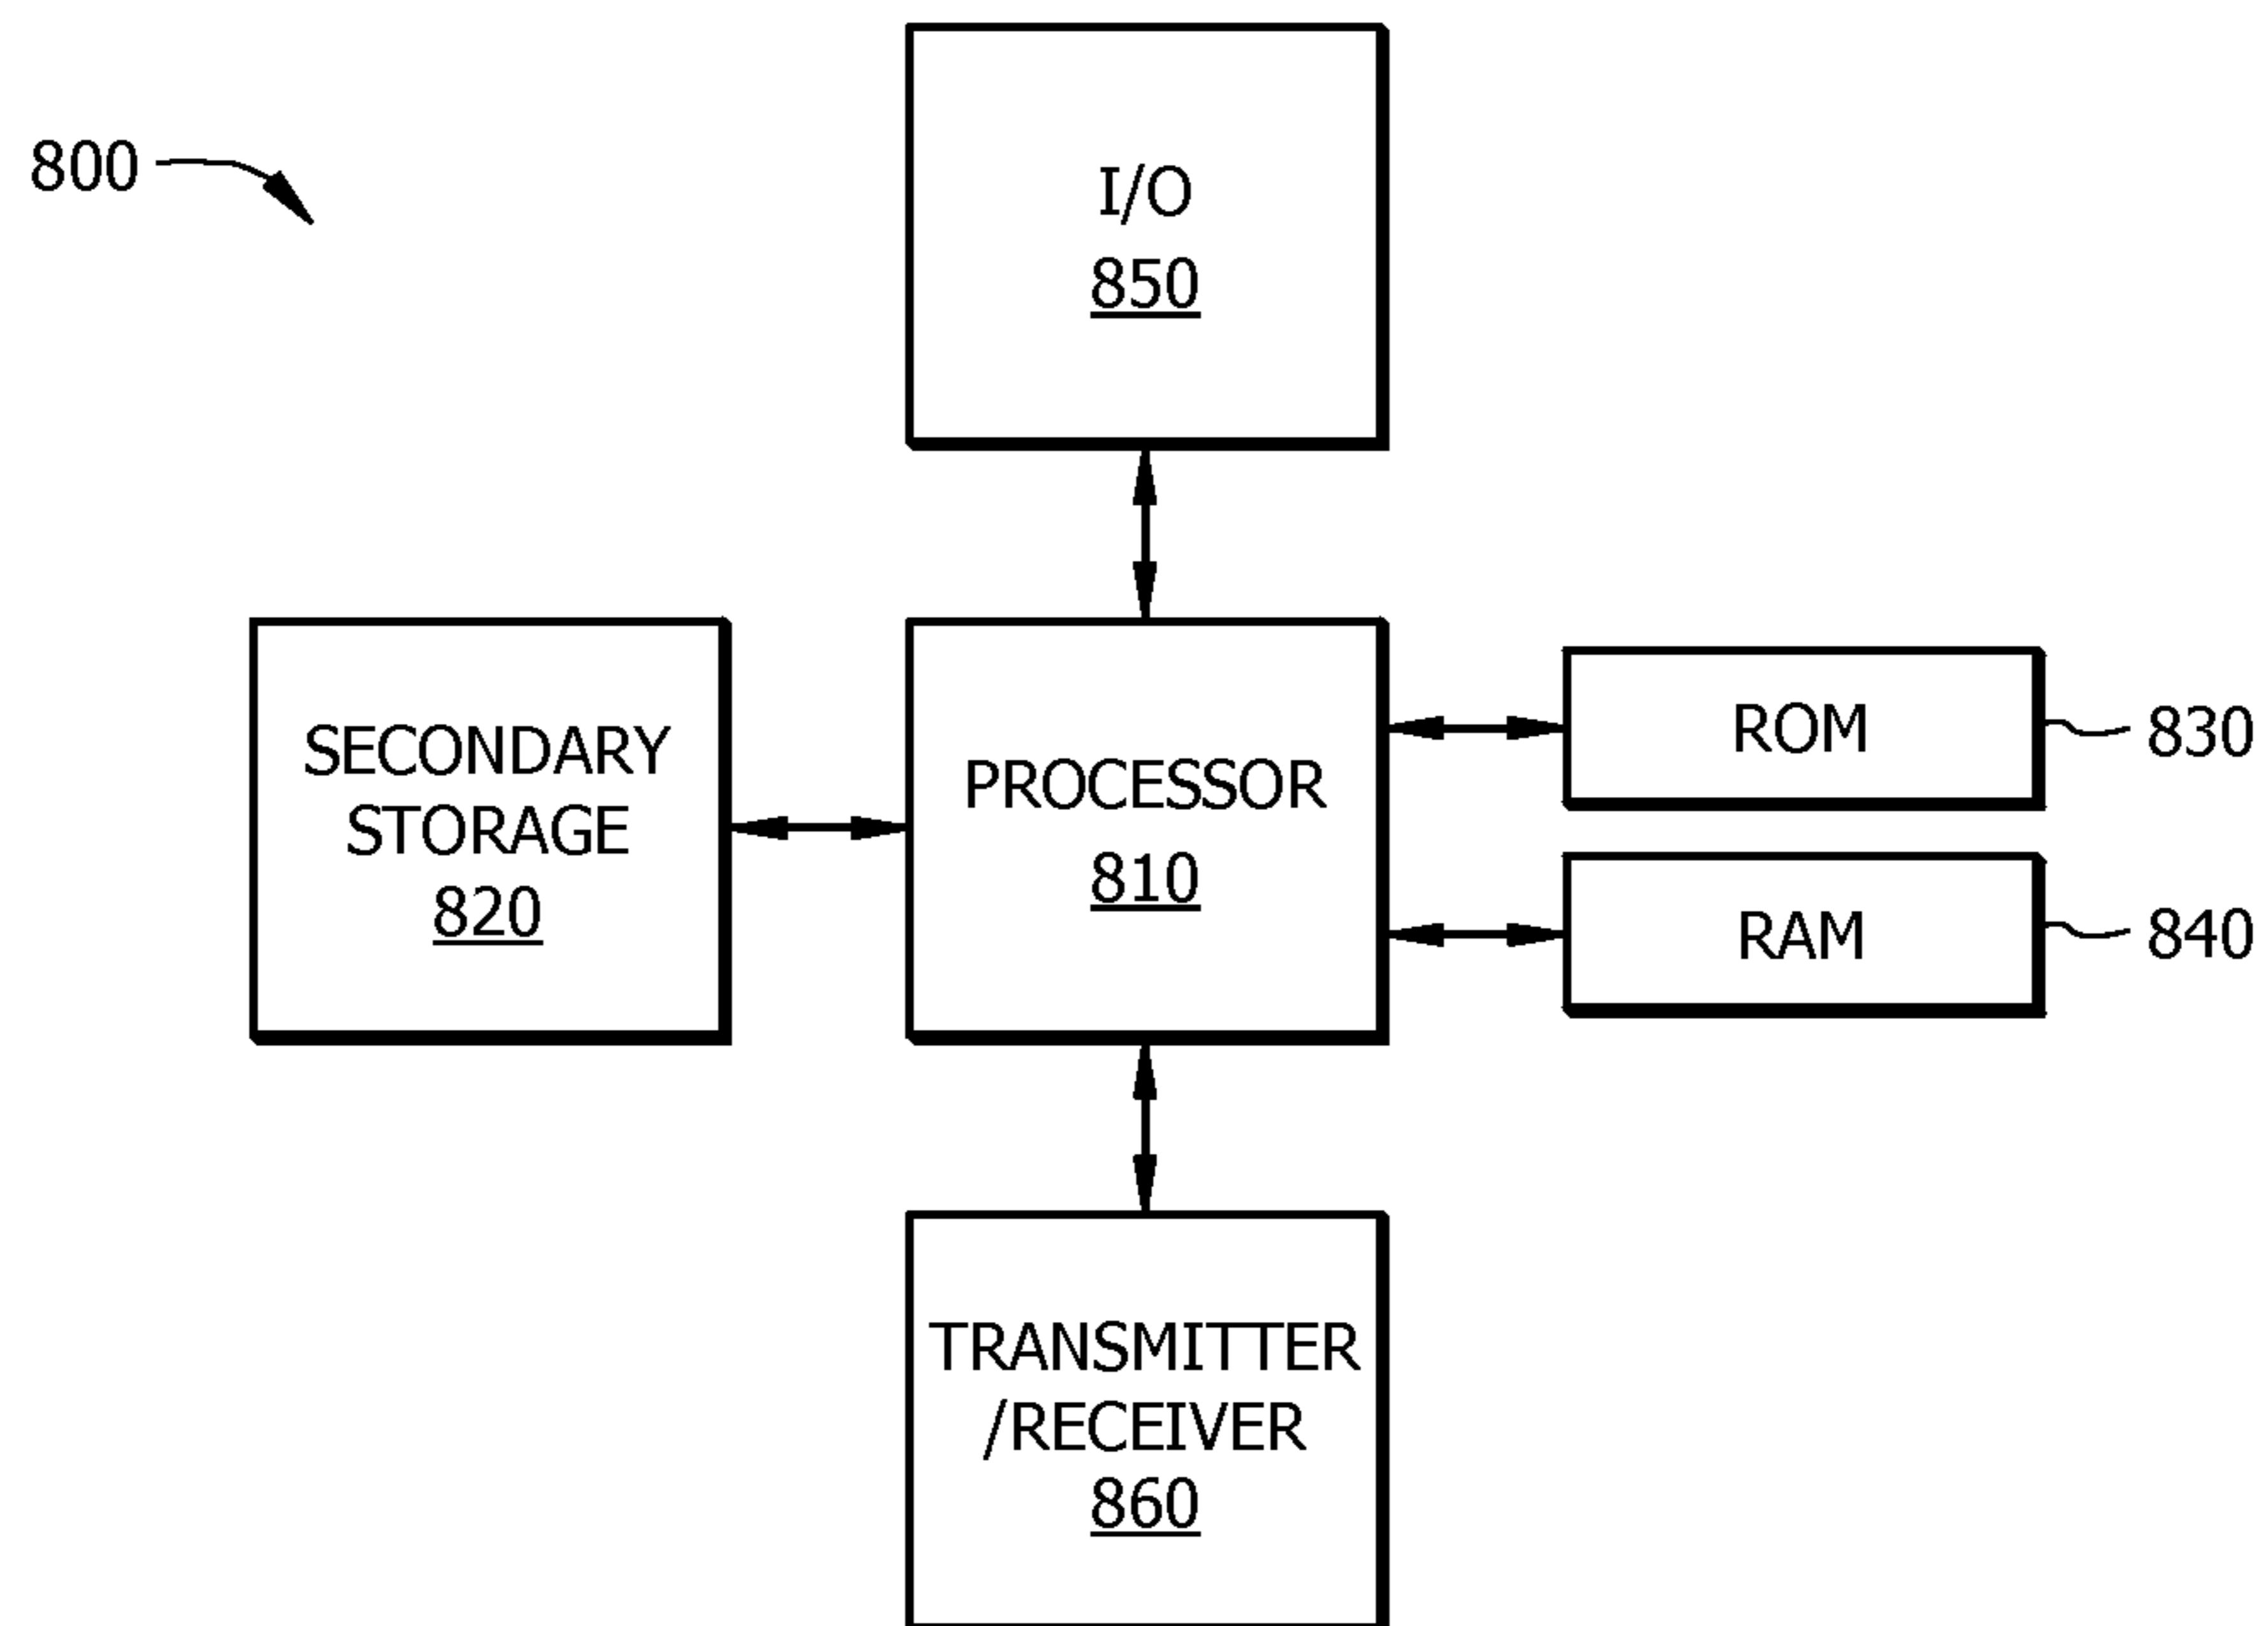 800
I/O
850
SECONDARY
STORAGE
820
PROCESSOR
810
ROM
830
RAM
840
TRANSMITTER
/RECEIVER
860